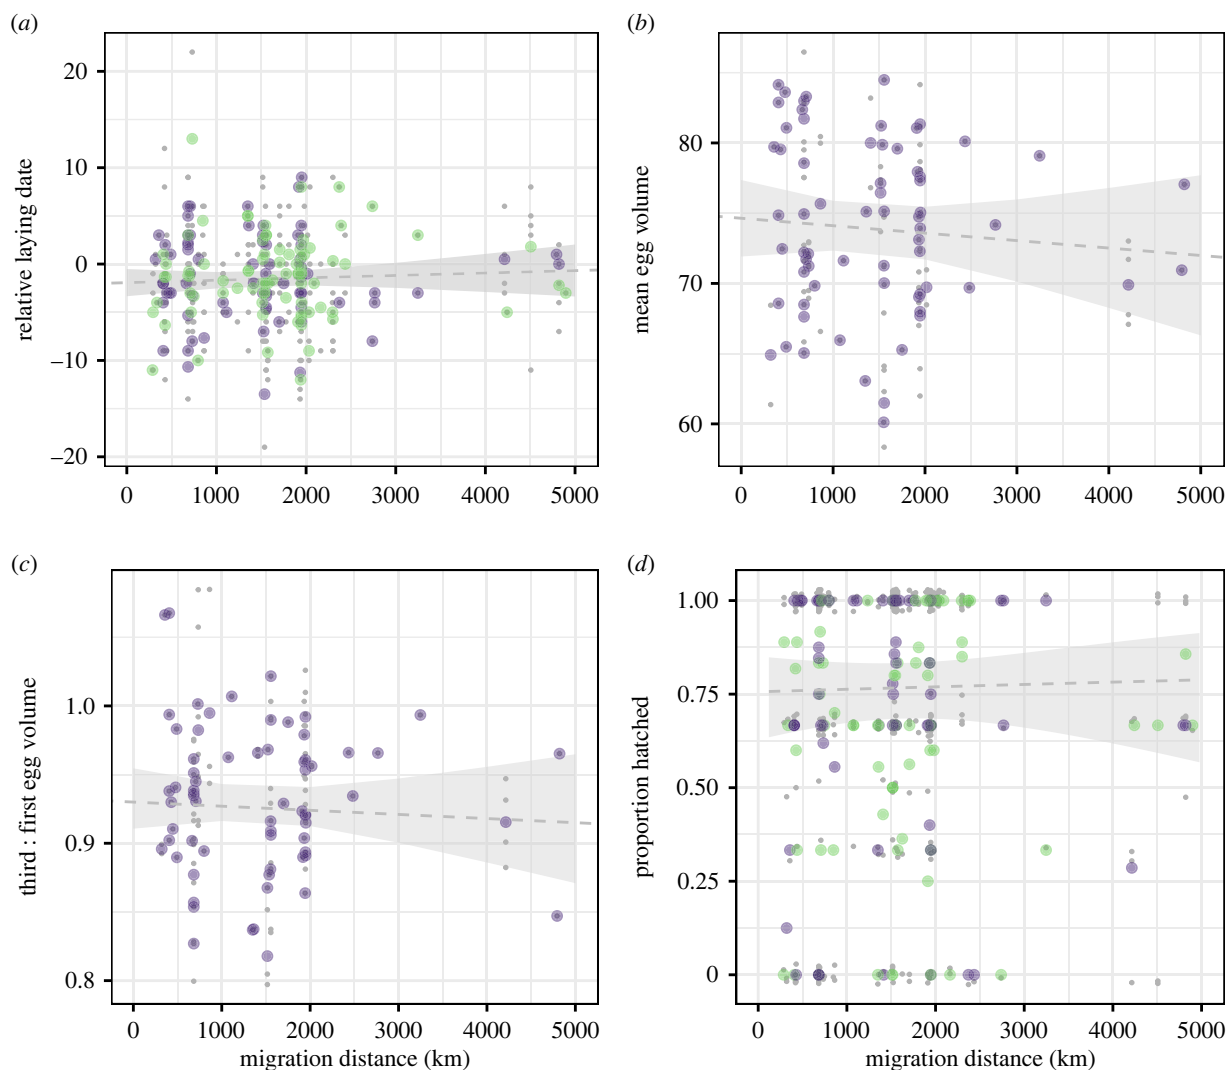 (a)
relative laying date
20
10
0
−10
−20
0 1000 2000 3000 4000 5000
(b)
mean egg volume
80
70
60
0 1000 2000 3000 4000 5000
(c)
third : first egg volume
1.0
0.9
0.8
0 1000 2000 3000 4000 5000
migration distance (km)
(d)
proportion hatched
1.00
0.75
0.50
0.25
0
0 1000 2000 3000 4000 5000
migration distance (km)